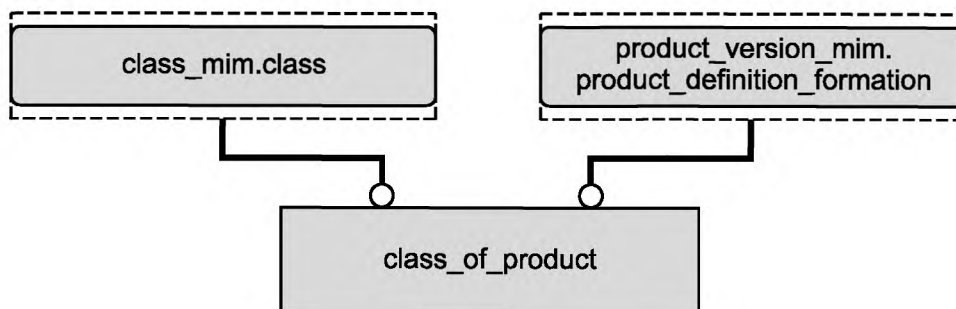 class_mim.class
product_version_mim.
product_definition_formation
class_of_product